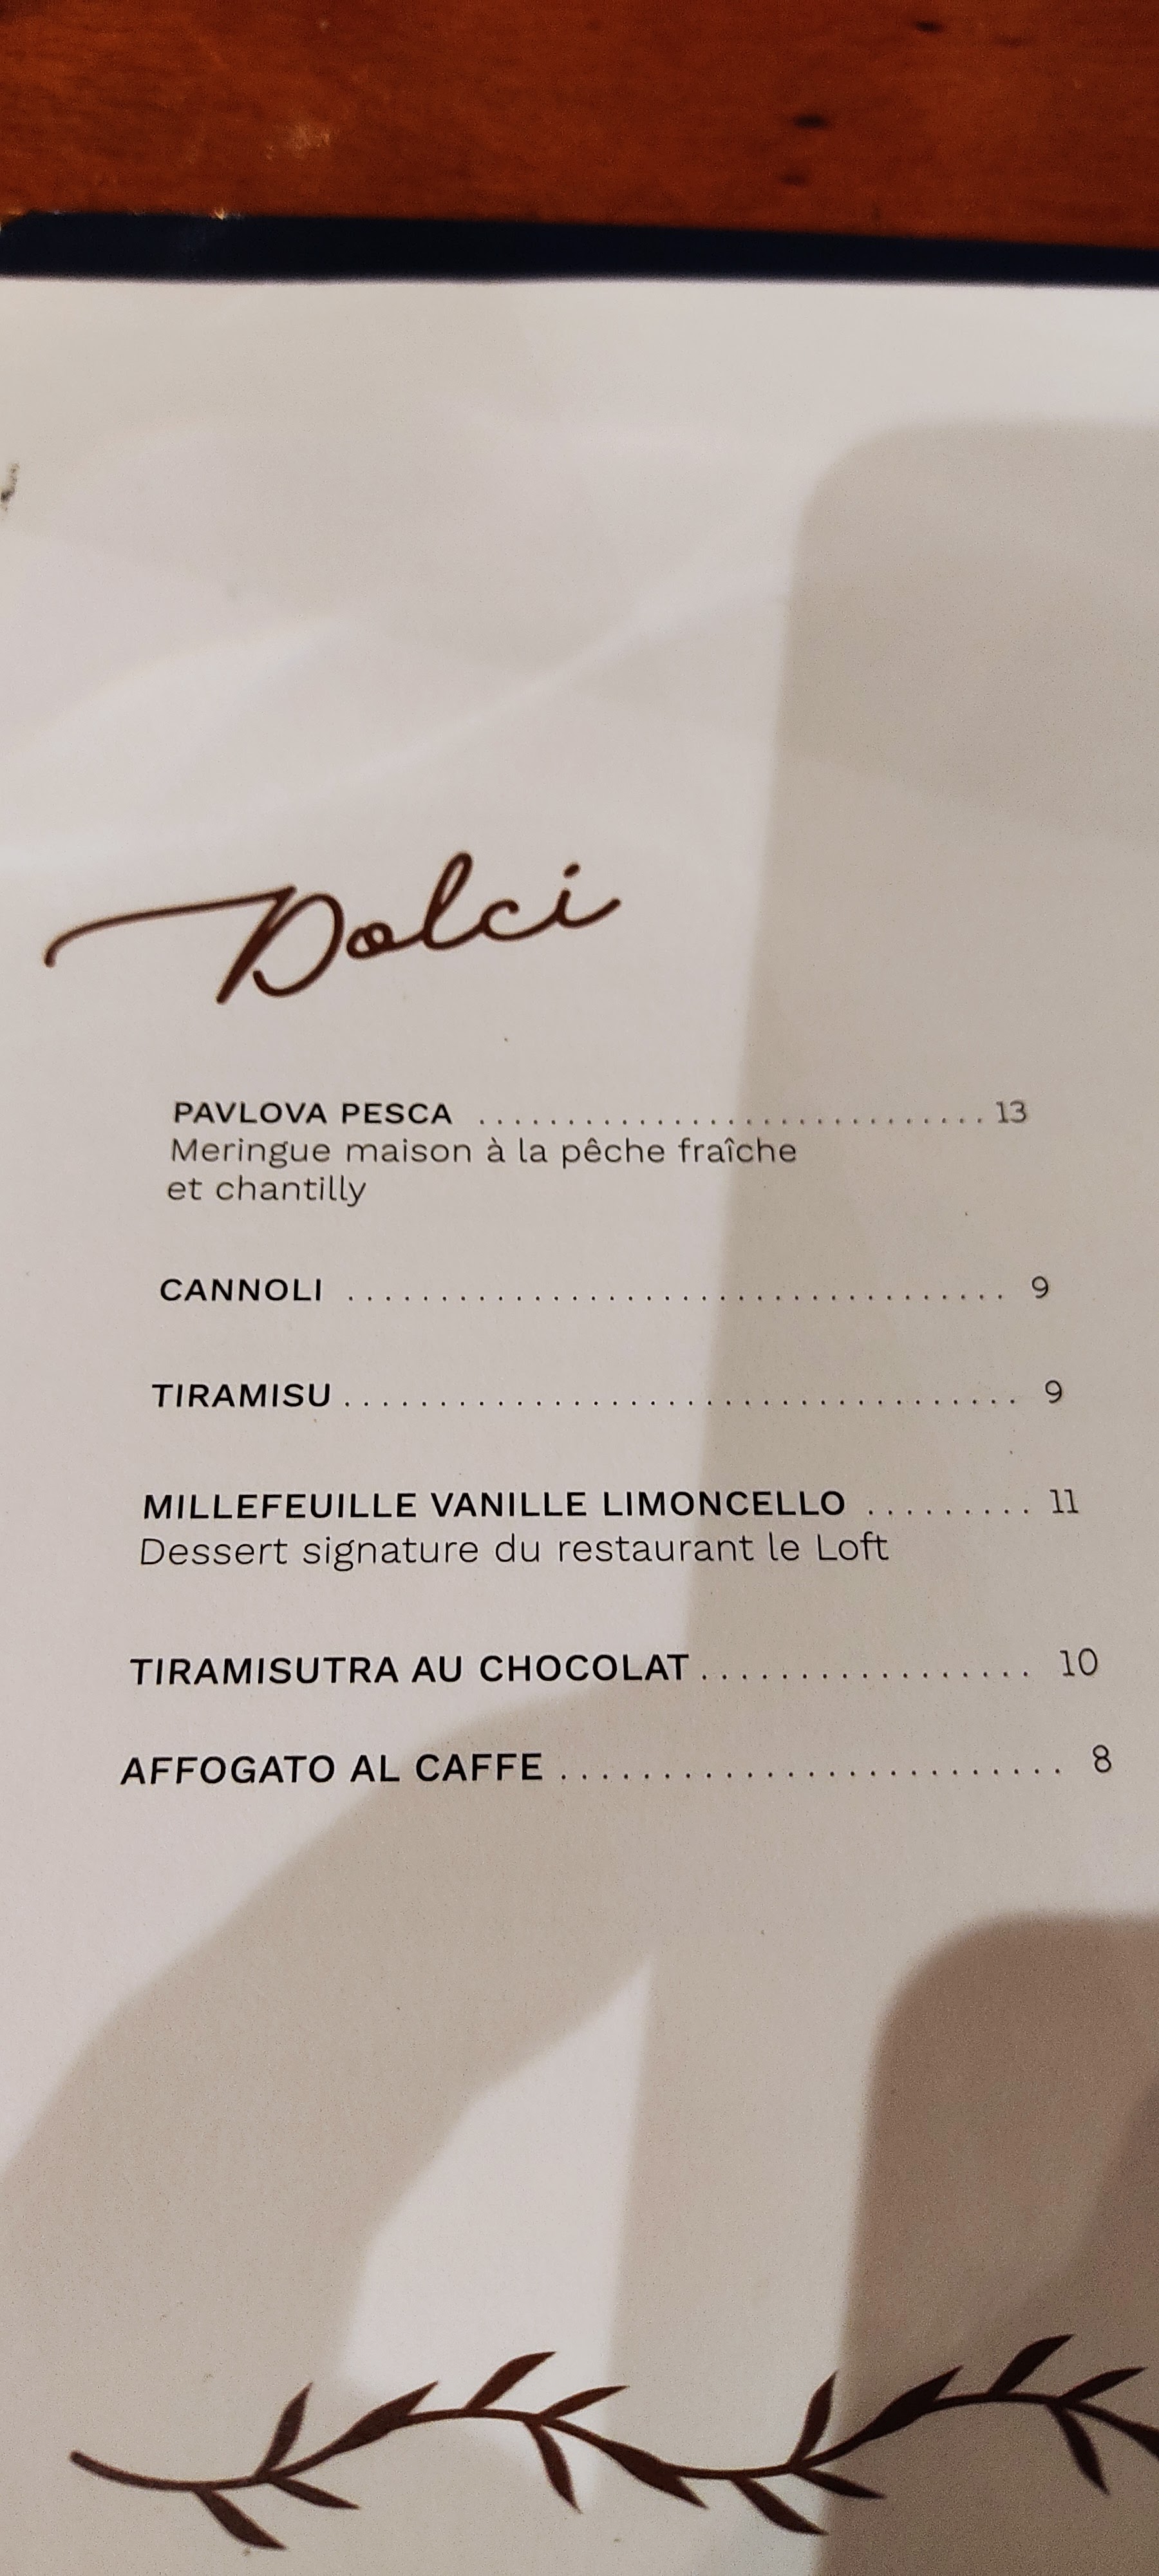 Dolci
PAVLOVA PESCA ............................ 13
Meringue maison à la pêche fraîche
et chantilly
CANNOLI .................................... 9
TIRAMISU .................................... 9
MILLEFEUILLE VANILLE LIMONCELLO ......... 11
Dessert signature du restaurant le Loft
TIRAMISUTRA AU CHOCOLAT ................. 10
AFFOGATO AL CAFFE ......................... 8